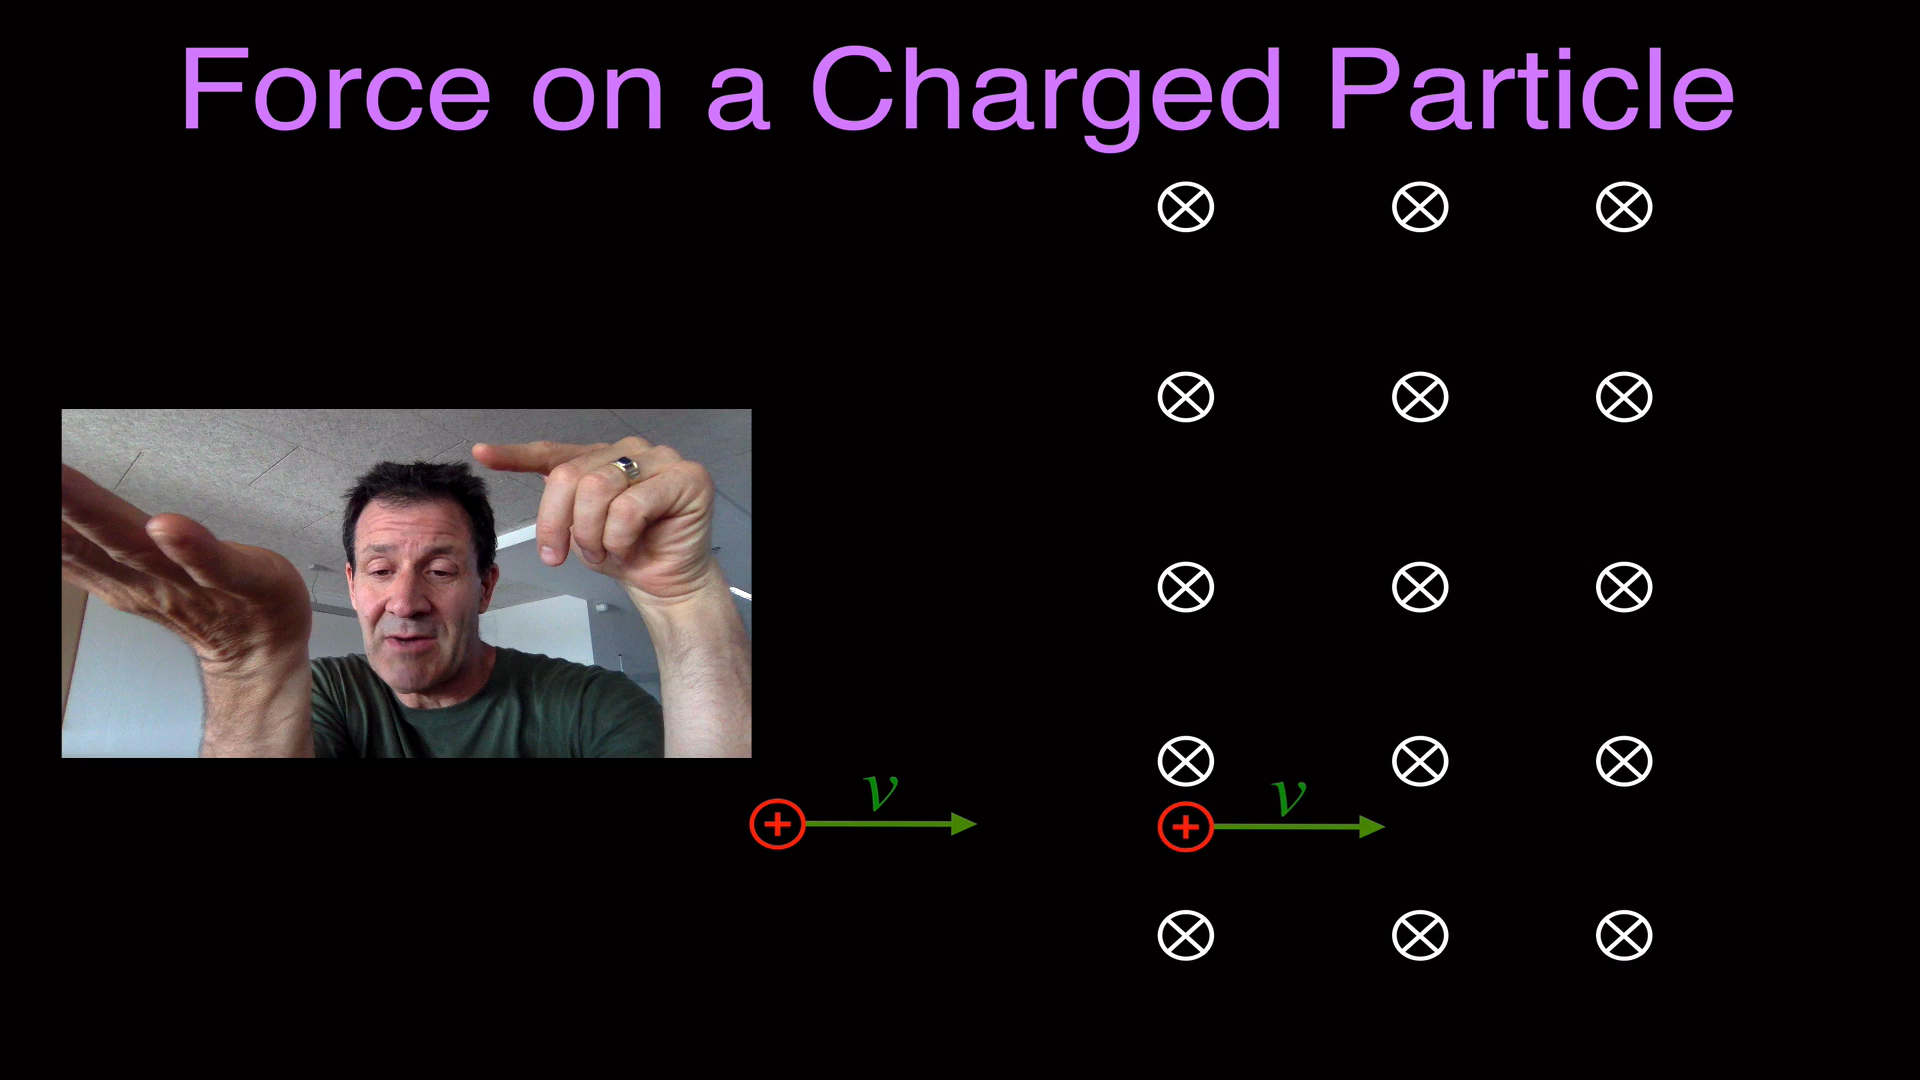 Force on a Charged Particle
v
v
+
+